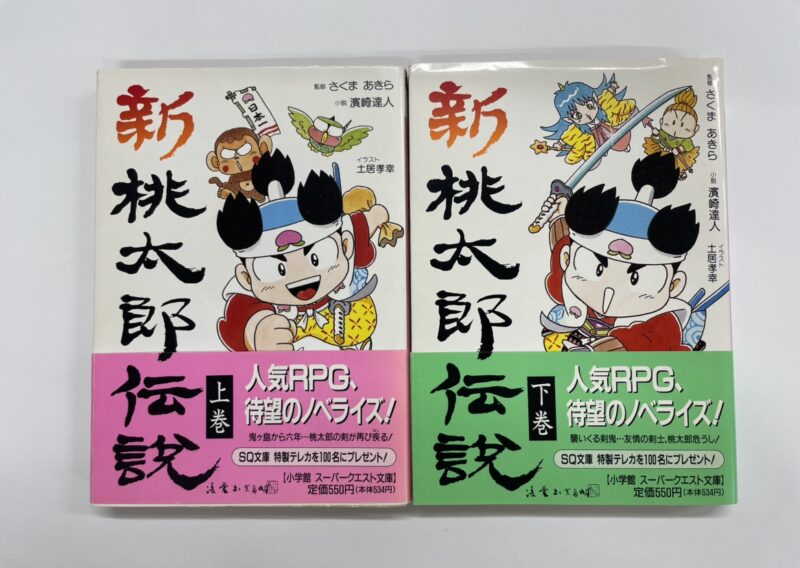 新桃太郎伝説
日本一
監修 さくま あきら
小説 濱崎達人
イラスト
土居孝幸
上巻
人気RPG、
待望のノベライズ!
鬼ヶ島から六年…桃太郎の剣が再び疾る!
SQ文庫 特製テレカを100名にプレゼント!
【小学館 スーパークエスト文庫】
定価550円(本体534円)
新桃太郎伝説
監修 さくま あきら
小説 濱崎達人
イラスト
土居孝幸
下巻
人気RPG、
待望のノベライズ!
襲いくる剣鬼…友情の剣士、桃太郎危うし!
SQ文庫 特製テレカを100名にプレゼント!
【小学館 スーパークエスト文庫】
定価550円(本体534円)